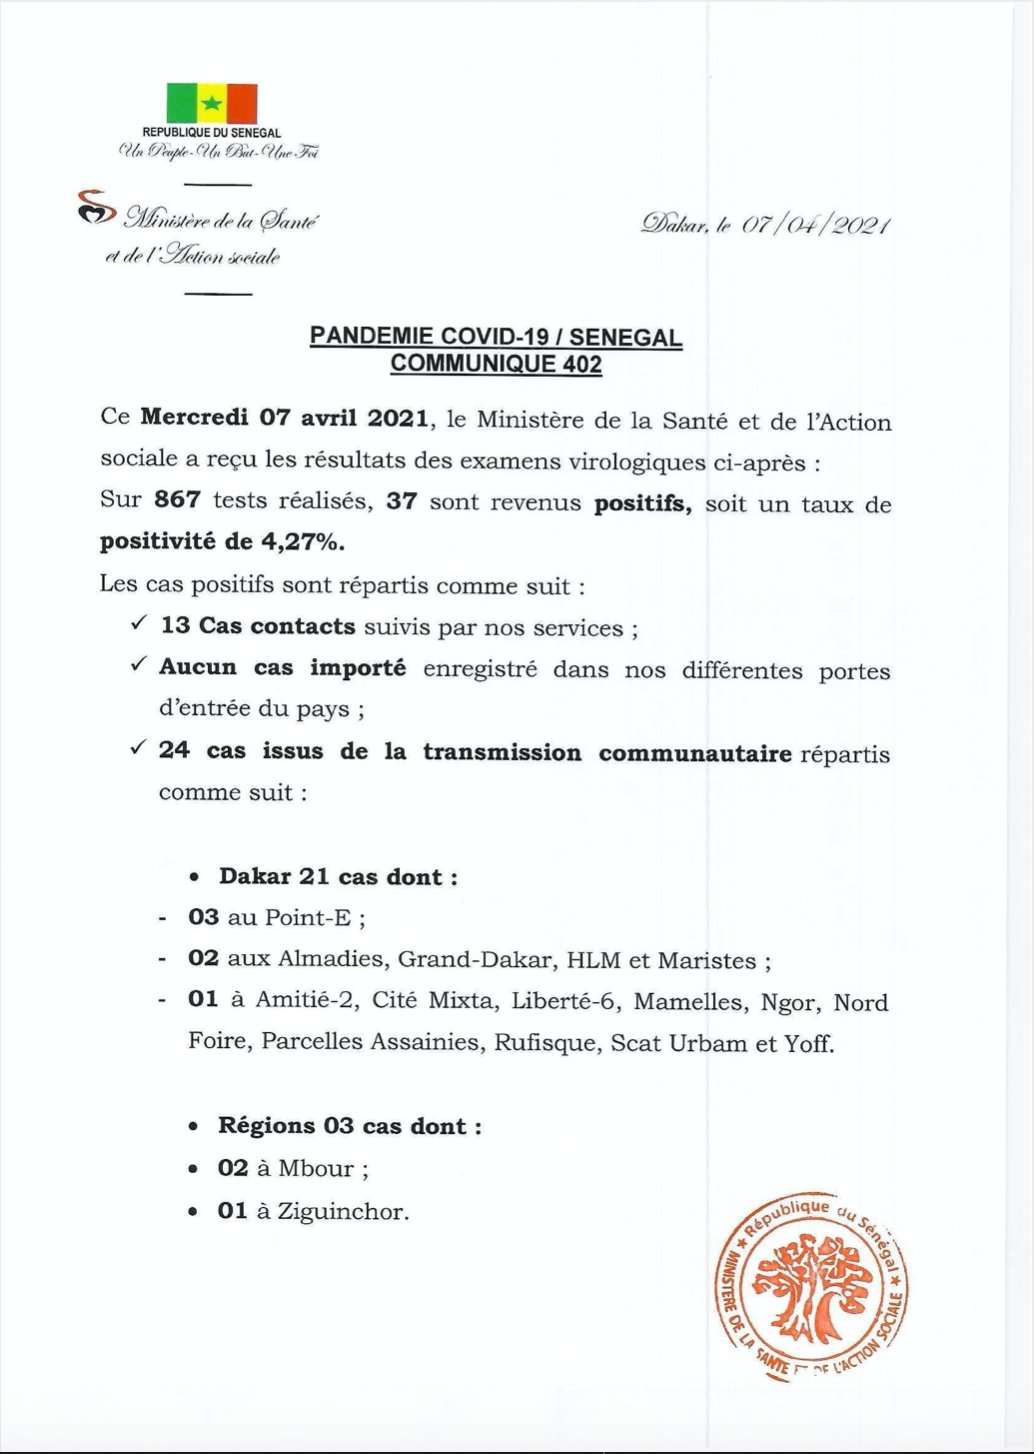 REPUBLIQUE DU SENEGAL
Un Peuple - Un But - Une Foi
Ministère de la Santé
et de l'Action sociale
Dakar, le 07/04/2021
PANDEMIE COVID-19 / SENEGAL
COMMUNIQUE 402
Ce Mercredi 07 avril 2021, le Ministère de la Santé et de l'Action
sociale a reçu les résultats des examens virologiques ci-après :
Sur 867 tests réalisés, 37 sont revenus positifs, soit un taux de
positivité de 4,27%.
Les cas positifs sont répartis comme suit :
✓ 13 Cas contacts suivis par nos services ;
✓ Aucun cas importé enregistré dans nos différentes portes
d'entrée du pays ;
✓ 24 cas issus de la transmission communautaire répartis
comme suit :
• Dakar 21 cas dont :
- 03 au Point-E ;
- 02 aux Almadies, Grand-Dakar, HLM et Maristes ;
- 01 à Amitié-2, Cité Mixta, Liberté-6, Mamelles, Ngor, Nord
Foire, Parcelles Assainies, Rufisque, Scat Urbam et Yoff.
• Régions 03 cas dont :
• 02 à Mbour ;
• 01 à Ziguinchor.
★ République du Sénégal ★
MINISTERE DE LA SANTE ET DE L'ACTION SOCIALE